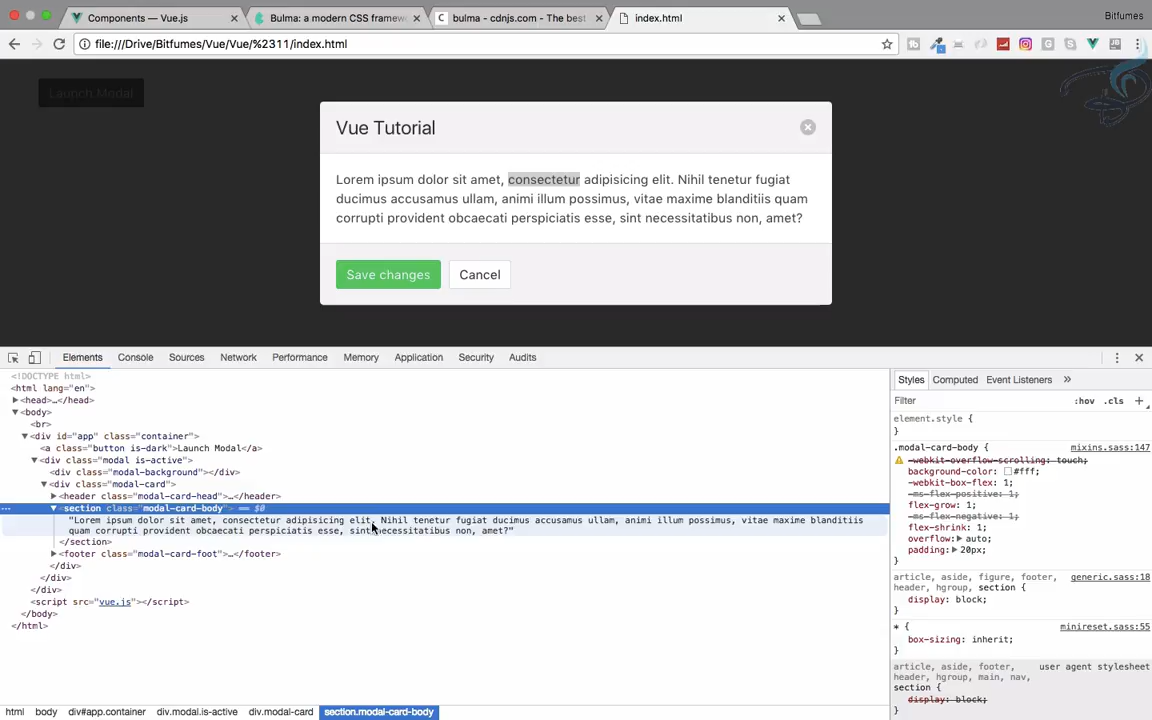 Components — Vue.js
Bulma: a modern CSS framew
bulma - cdnjs.com - The best
index.html
Bitfumes
file:///Drive/Bitfumes/Vue/Vue/%2311/index.html
Launch Modal
Vue Tutorial
Lorem ipsum dolor sit amet, consectetur adipisicing elit. Nihil tenetur fugiat
ducimus accusamus ullam, animi illum possimus, vitae maxime blanditiis quam
corrupti provident obcaecati perspiciatis esse, sint necessitatibus non, amet?
Save changes
Cancel
Elements
Console
Sources
Network
Performance
Memory
Application
Security
Audits
<!DOCTYPE html>
<html lang="en">
<head>…</head>
<body>
<br>
<div id="app" class="container">
<a class="button is-dark">Launch Modal</a>
<div class="modal is-active">
<div class="modal-background"></div>
<div class="modal-card">
<header class="modal-card-head">…</header>
<section class="modal-card-body"> == $0
"Lorem ipsum dolor sit amet, consectetur adipisicing elit. Nihil tenetur fugiat ducimus accusamus ullam, animi illum possimus, vitae maxime blanditiis
quam corrupti provident obcaecati perspiciatis esse, sint necessitatibus non, amet?"
</section>
<footer class="modal-card-foot">…</footer>
</div>
</div>
</div>
<script src="vue.js"></script>
</body>
</html>
Styles
Computed
Event Listeners
»
Filter
:hov .cls +
element.style {
}
.modal-card-body { mixins.sass:147
-webkit-overflow-scrolling: touch;
background-color: #fff;
-webkit-box-flex: 1;
-ms-flex-positive: 1;
flex-grow: 1;
-ms-flex-negative: 1;
flex-shrink: 1;
overflow: auto;
padding: 20px;
}
article, aside, figure, footer, generic.sass:18
header, hgroup, section {
display: block;
}
* { minireset.sass:55
box-sizing: inherit;
}
article, aside, footer, user agent stylesheet
header, hgroup, main, nav,
section {
display: block;
}
html
body
div#app.container
div.modal.is-active
div.modal-card
section.modal-card-body